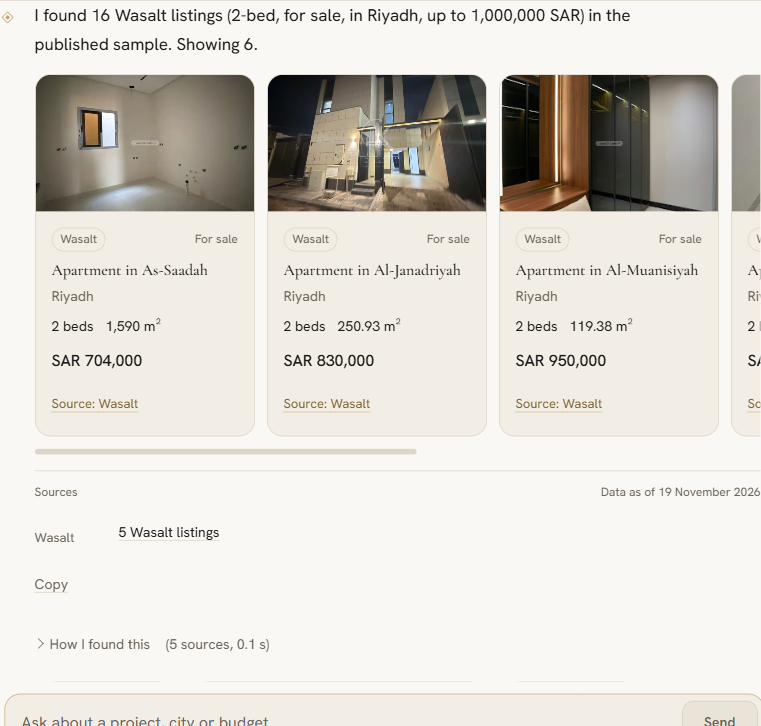 I found 16 Wasalt listings (2-bed, for sale, in Riyadh, up to 1,000,000 SAR) in the
published sample. Showing 6.
Wasalt For sale
Apartment in As-Saadah
Riyadh
2 beds 1,590 m²
SAR 704,000
Source: Wasalt
Wasalt For sale
Apartment in Al-Janadriyah
Riyadh
2 beds 250.93 m²
SAR 830,000
Source: Wasalt
Wasalt For sale
Apartment in Al-Muanisiyah
Riyadh
2 beds 119.38 m²
SAR 950,000
Source: Wasalt
Sources Data as of 19 November 2026
Wasalt 5 Wasalt listings
Copy
How I found this (5 sources, 0.1 s)
Ask about a project, city or budget
Send